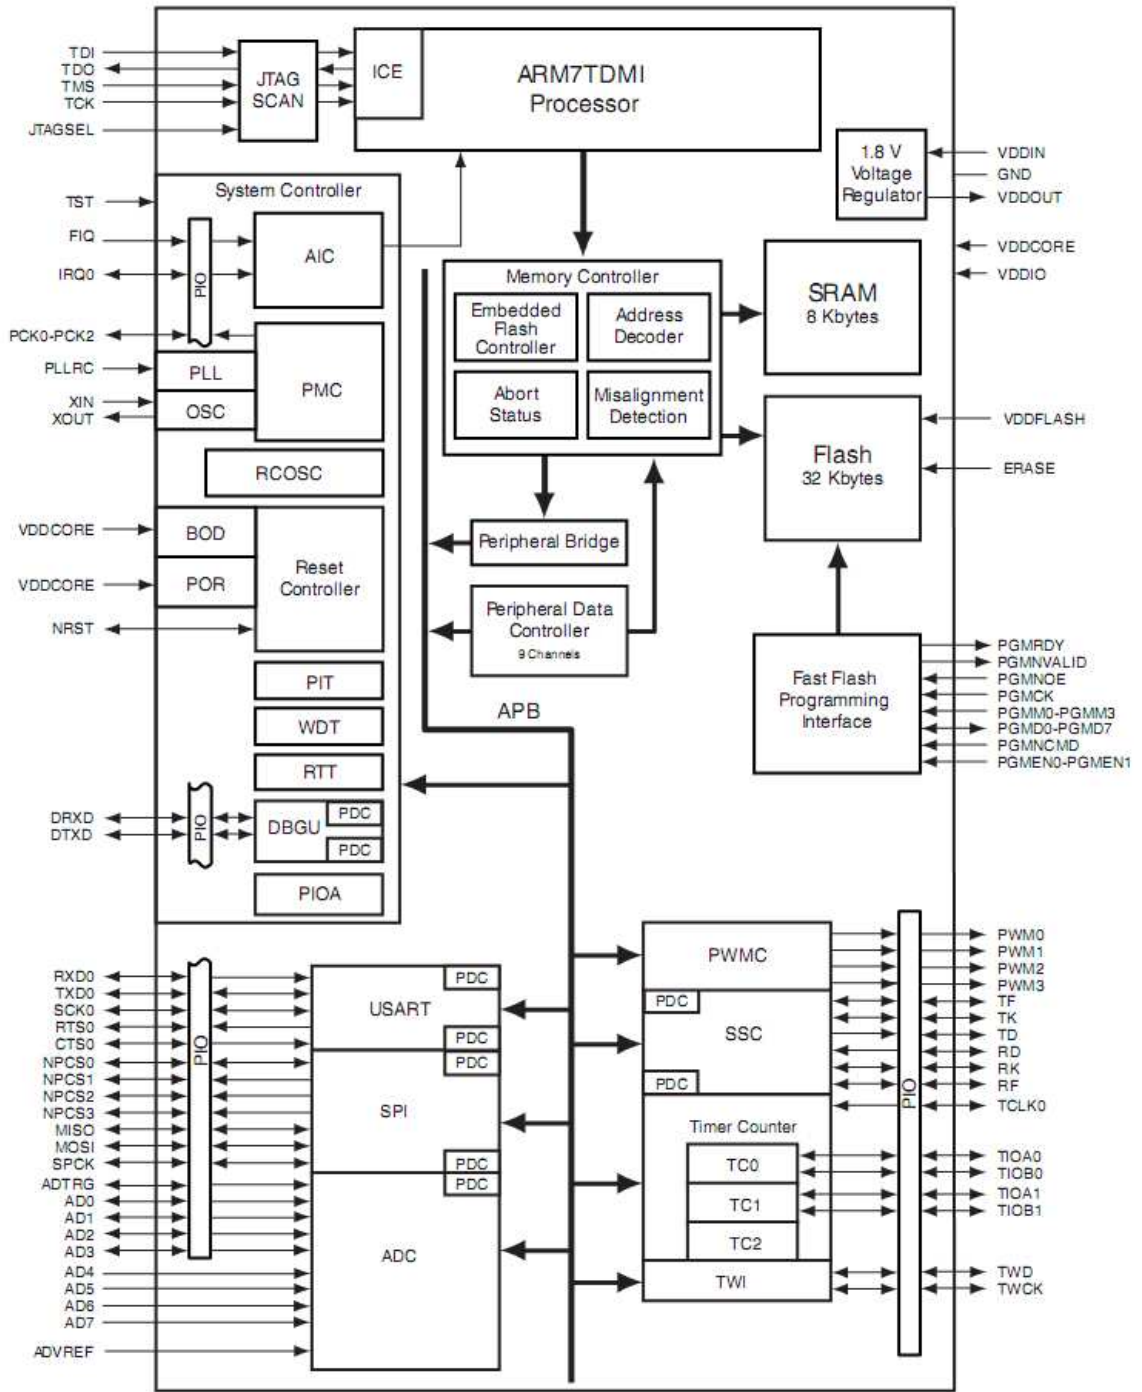 TDI
TDO
TMS
TCK
JTAGSEL
JTAG
SCAN
ICE
ARM7TDMI
Processor
1.8 V
Voltage
Regulator
VDDIN
GND
VDDOUT
VDDCORE
VDDIO
System Controller
TST
FIQ
IRQ0
PIO
AIC
PCK0-PCK2
PLLRC
XIN
XOUT
PLL
OSC
PMC
RCOSC
VDDCORE
BOD
VDDCORE
POR
NRST
Reset
Controller
PIT
WDT
RTT
DRXD
DTXD
PIO
DBGU
PDC
PDC
PIOA
Memory Controller
Embedded
Flash
Controller
Address
Decoder
Abort
Status
Misalignment
Detection
SRAM
8 Kbytes
Flash
32 Kbytes
VDDFLASH
ERASE
Peripheral Bridge
Peripheral Data
Controller
9 Channels
APB
Fast Flash
Programming
Interface
PGMRDY
PGMNVALID
PGMNOE
PGMCK
PGMM0-PGMM3
PGMD0-PGMD7
PGMNCMD
PGMEN0-PGMEN1
RXD0
TXD0
SCK0
RTS0
CTS0
NPCS0
NPCS1
NPCS2
NPCS3
MISO
MOSI
SPCK
ADTRG
AD0
AD1
AD2
AD3
AD4
AD5
AD6
AD7
ADVREF
PIO
PDC
USART
PDC
PDC
SPI
PDC
PDC
ADC
PWMC
PDC
SSC
PDC
Timer Counter
TC0
TC1
TC2
TWI
PIO
PWM0
PWM1
PWM2
PWM3
TF
TK
TD
RD
RK
RF
TCLK0
TIOA0
TIOB0
TIOA1
TIOB1
TWD
TWCK